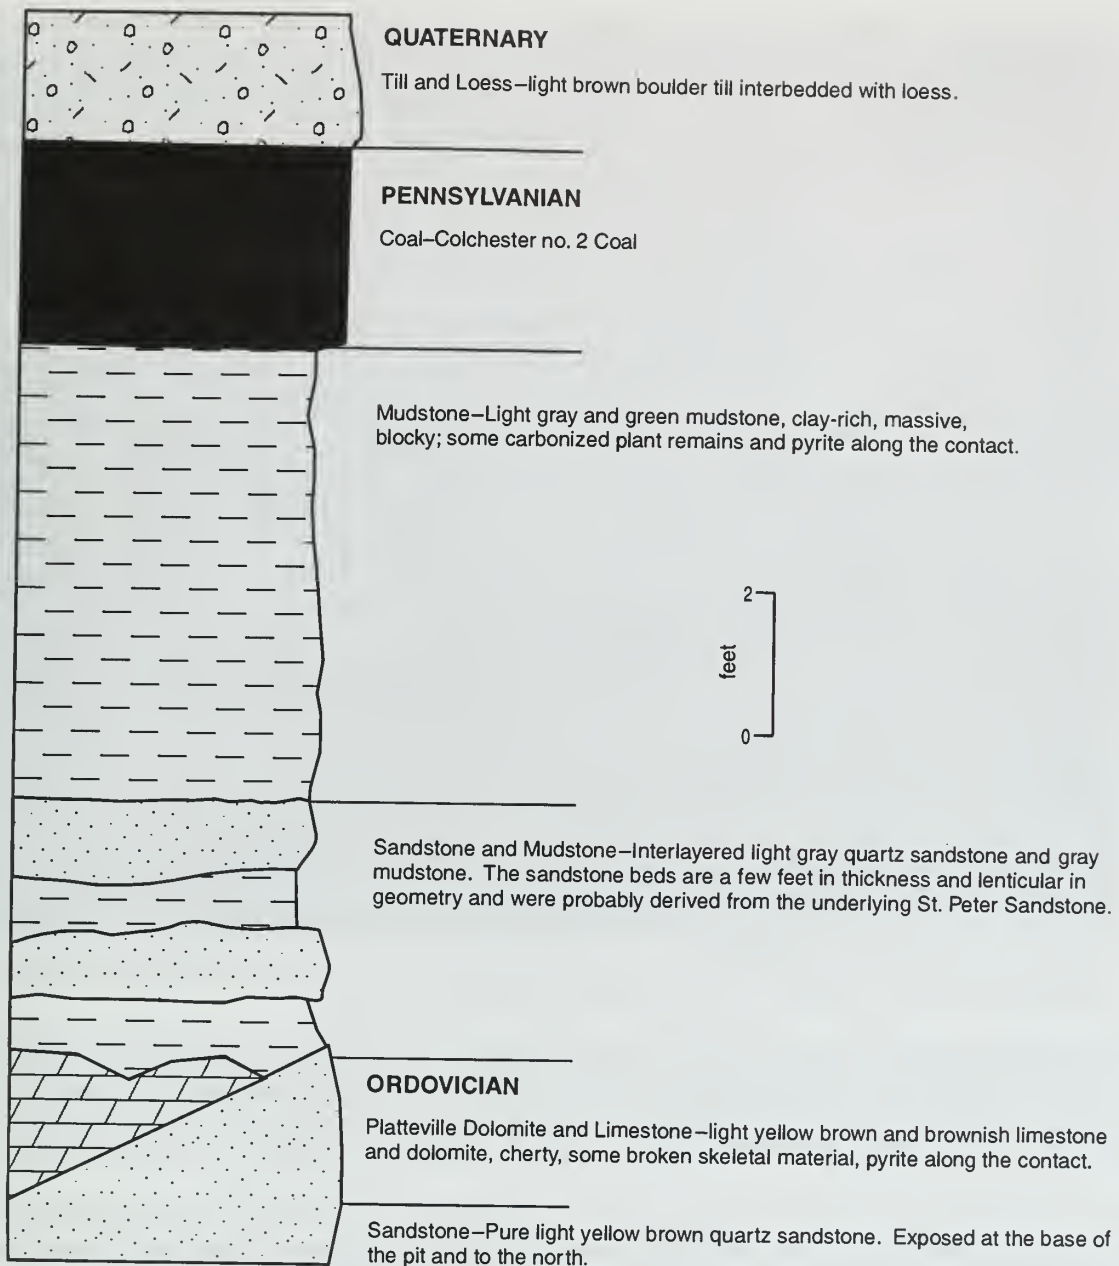 QUATERNARY
Till and Loess–light brown boulder till interbedded with loess.
PENNSYLVANIAN
Coal–Colchester no. 2 Coal
Mudstone–Light gray and green mudstone, clay-rich, massive,
blocky; some carbonized plant remains and pyrite along the contact.
2
feet
0
Sandstone and Mudstone–Interlayered light gray quartz sandstone and gray
mudstone. The sandstone beds are a few feet in thickness and lenticular in
geometry and were probably derived from the underlying St. Peter Sandstone.
ORDOVICIAN
Platteville Dolomite and Limestone–light yellow brown and brownish limestone
and dolomite, cherty, some broken skeletal material, pyrite along the contact.
Sandstone–Pure light yellow brown quartz sandstone. Exposed at the base of
the pit and to the north.